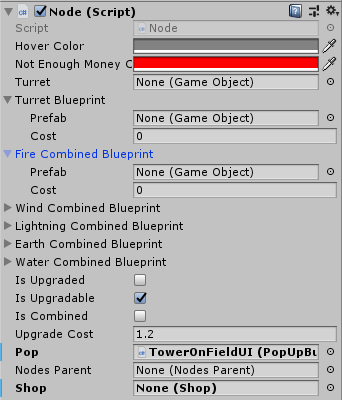 Node (Script)
Script Node
Hover Color
Not Enough Money C
Turret None (Game Object)
Turret Blueprint
Prefab None (Game Object)
Cost 0
Fire Combined Blueprint
Prefab None (Game Object)
Cost 0
Wind Combined Blueprint
Lightning Combined Blueprint
Earth Combined Blueprint
Water Combined Blueprint
Is Upgraded
Is Upgradable
Is Combined
Upgrade Cost 1.2
Pop TowerOnFieldUI (PopUpBu
Nodes Parent None (Nodes Parent)
Shop None (Shop)